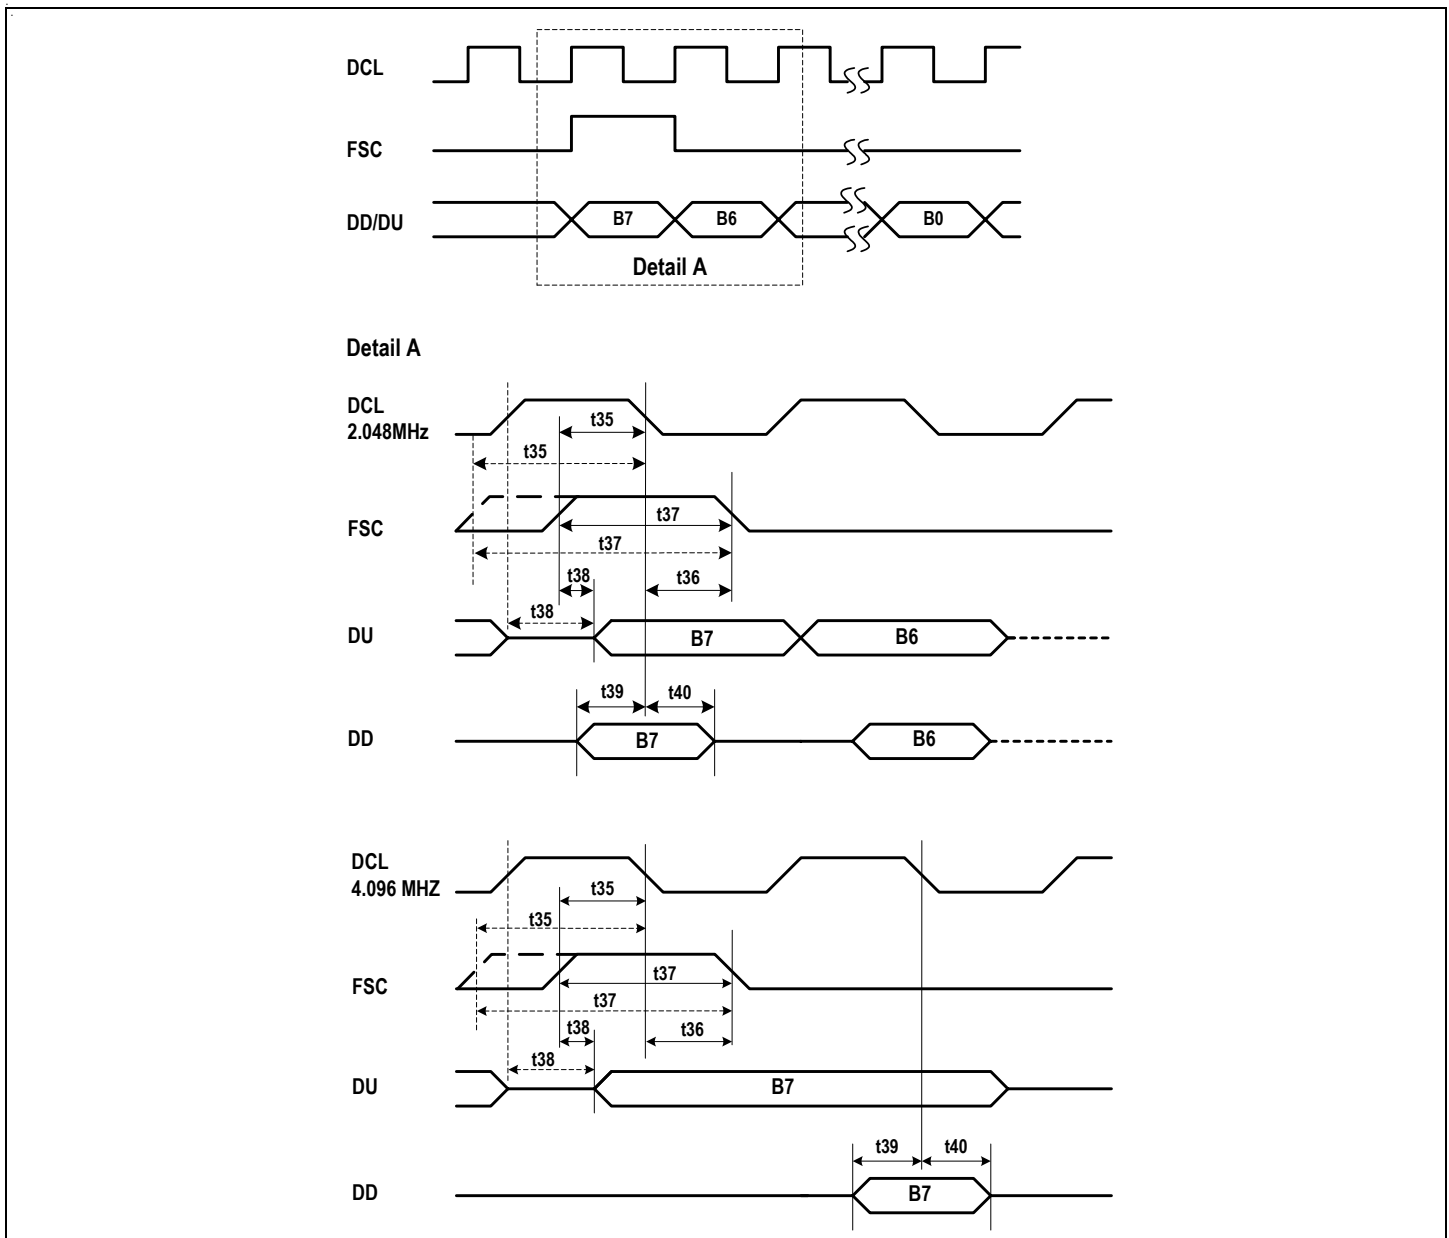 DCL
FSC
DD/DU
B7
B6
B0
Detail A
Detail A
DCL
2.048MHz
t35
t35
FSC
t37
t37
t38
t36
t38
DU
B7
B6
t39
t40
DD
B7
B6
DCL
4.096 MHZ
t35
t35
FSC
t37
t37
t38
t36
t38
DU
B7
t39
t40
DD
B7